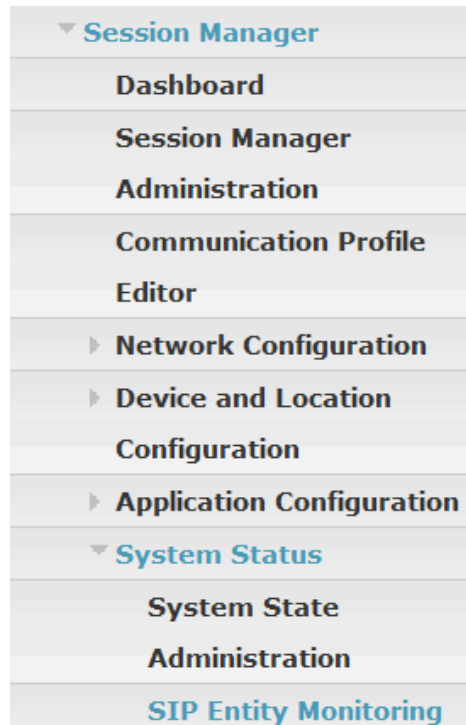 Session Manager
Dashboard
Session Manager
Administration
Communication Profile
Editor
Network Configuration
Device and Location
Configuration
Application Configuration
System Status
System State
Administration
SIP Entity Monitoring